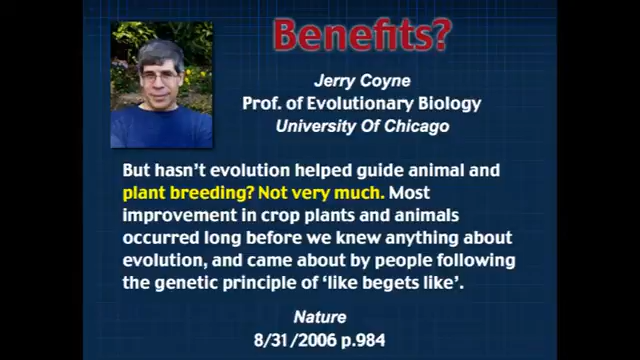 Benefits?
Jerry Coyne
Prof. of Evolutionary Biology
University Of Chicago
But hasn't evolution helped guide animal and
plant breeding? Not very much. Most
improvement in crop plants and animals
occurred long before we knew anything about
evolution, and came about by people following
the genetic principle of 'like begets like'.
Nature
8/31/2006 p.984